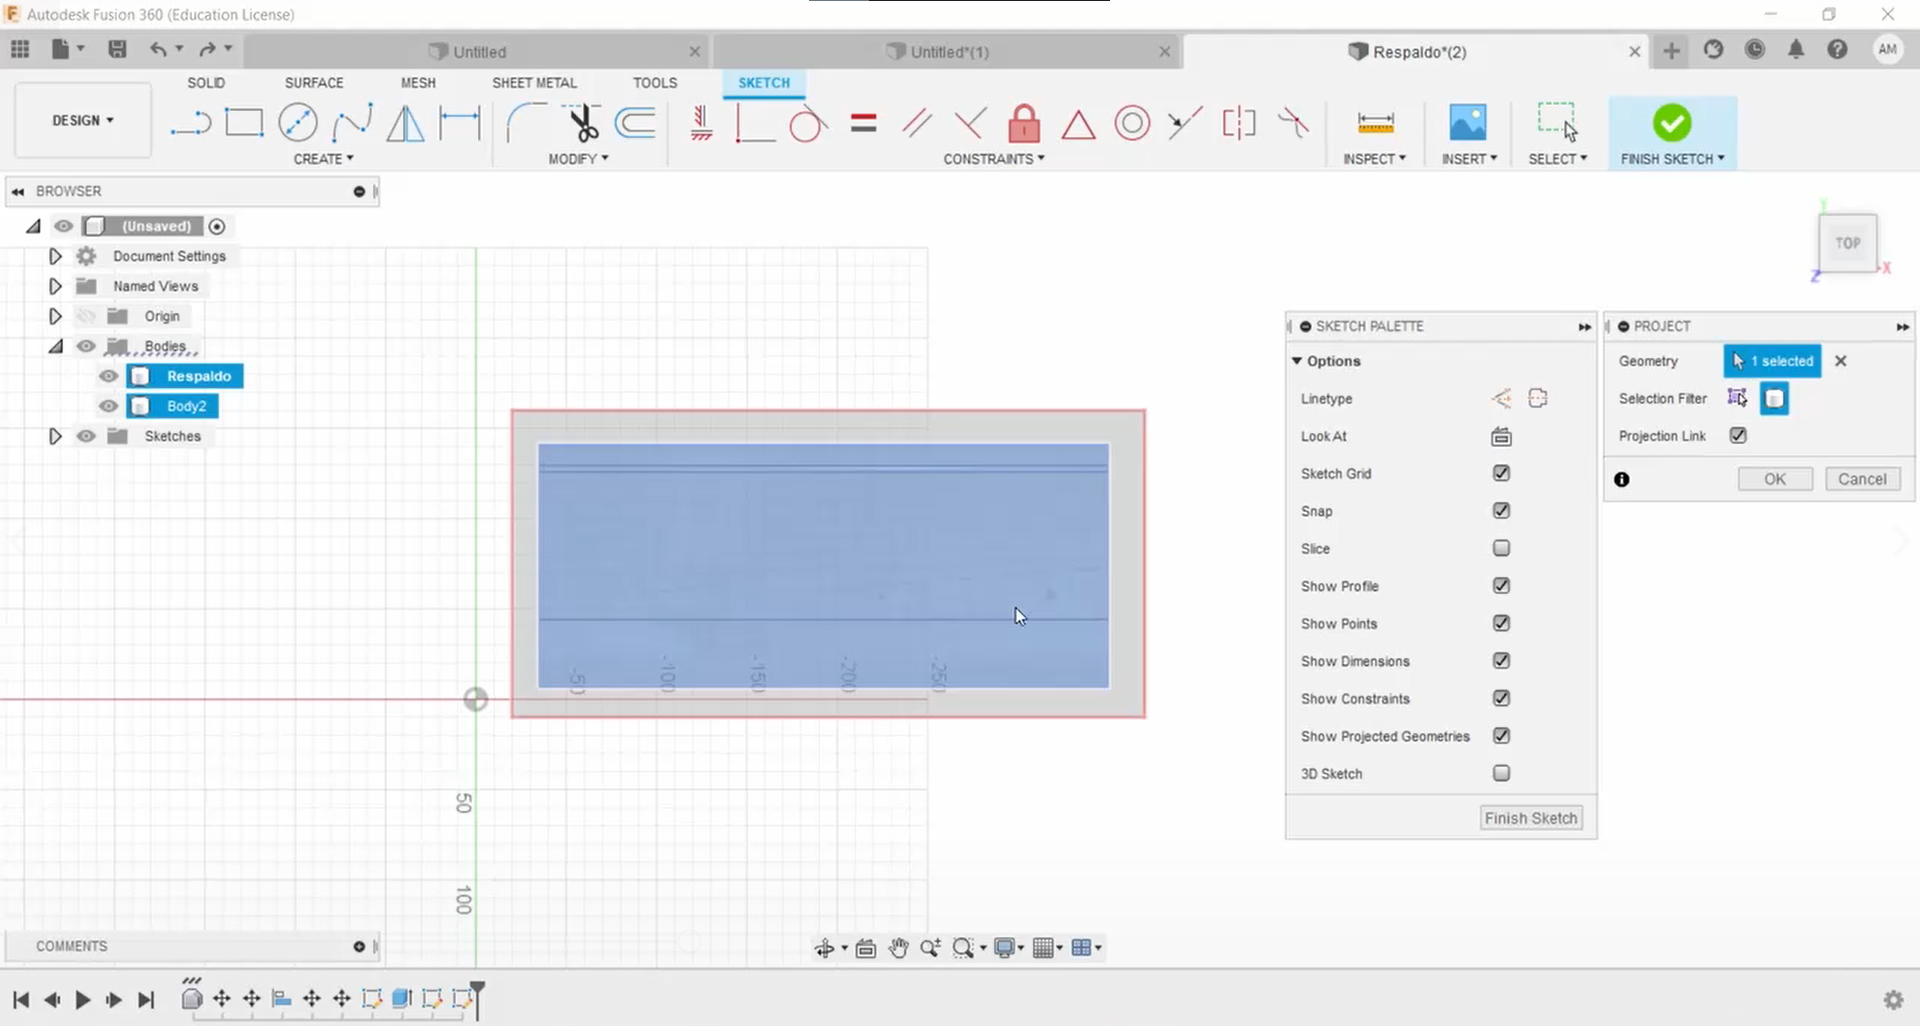 Autodesk Fusion 360 (Education License)
Untitled
Untitled*(1)
Respaldo*(2)
AM
SOLID
SURFACE
MESH
SHEET METAL
TOOLS
SKETCH
DESIGN
CREATE
MODIFY
CONSTRAINTS
INSPECT
INSERT
SELECT
FINISH SKETCH
BROWSER
(Unsaved)
Document Settings
Named Views
Origin
Bodies
Respaldo
Body2
Sketches
Y
TOP
X
Z
SKETCH PALETTE
Options
Linetype
Look At
Sketch Grid
Snap
Slice
Show Profile
Show Points
Show Dimensions
Show Constraints
Show Projected Geometries
3D Sketch
Finish Sketch
PROJECT
Geometry
1 selected
Selection Filter
Projection Link
OK
Cancel
-50
-100
-150
-200
-250
50
100
COMMENTS